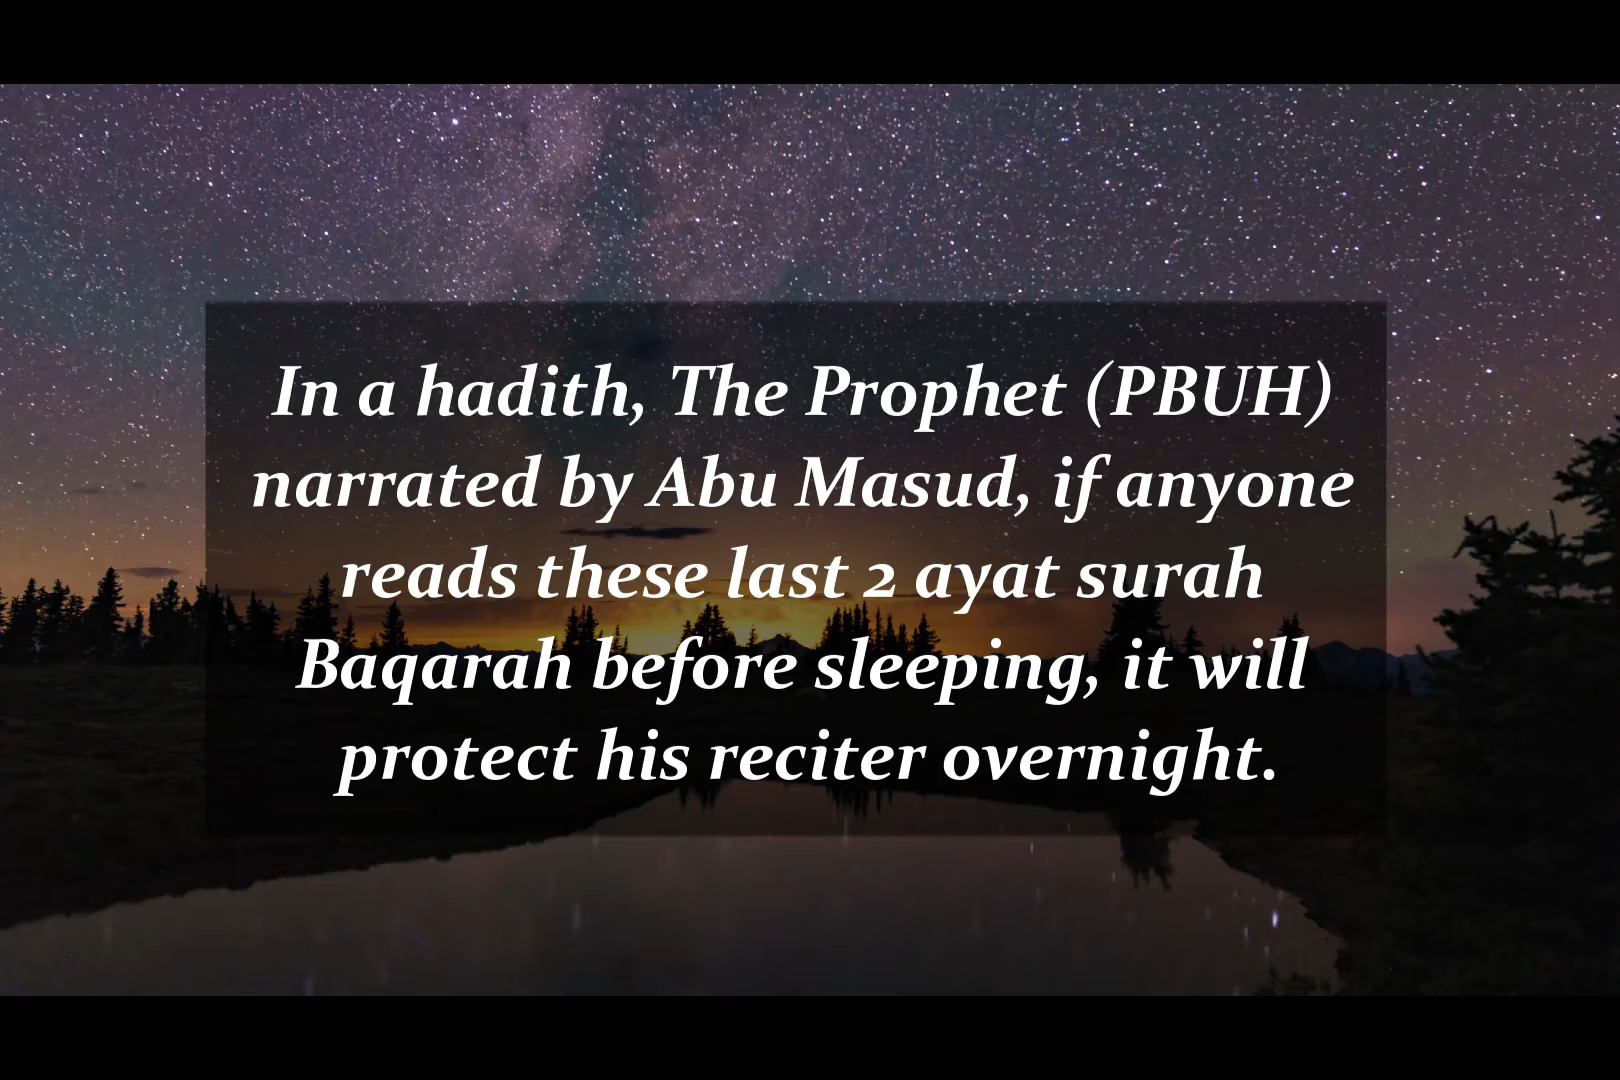 In a hadith, The Prophet (PBUH)
narrated by Abu Masud, if anyone
reads these last 2 ayat surah
Baqarah before sleeping, it will
protect his reciter overnight.